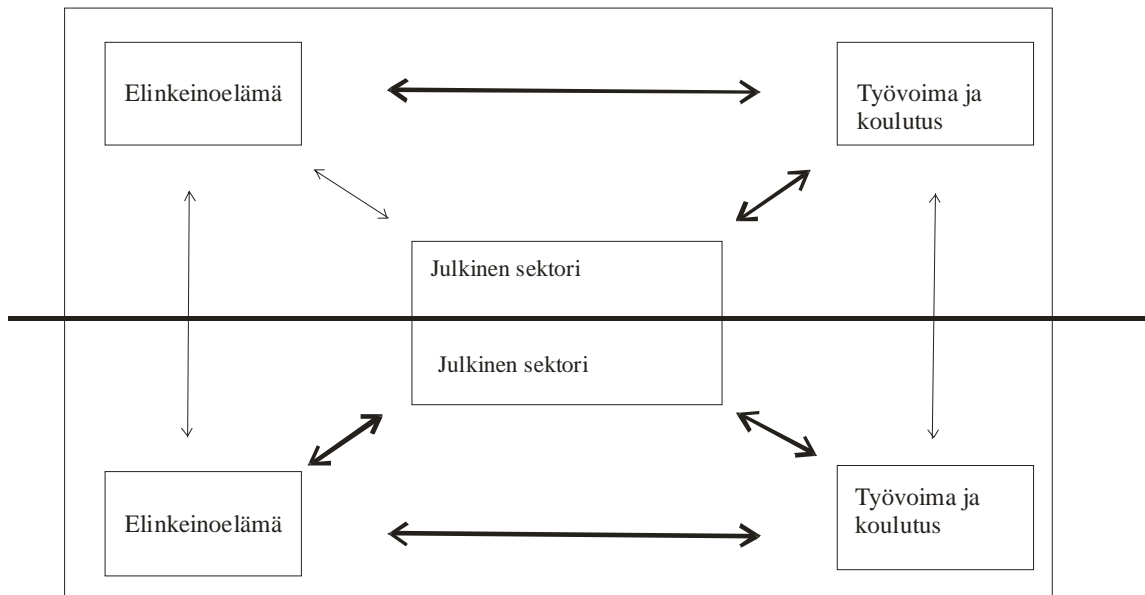 Elinkeinoelämä
Työvoima ja
koulutus
Julkinen sektori
Julkinen sektori
Elinkeinoelämä
Työvoima ja
koulutus